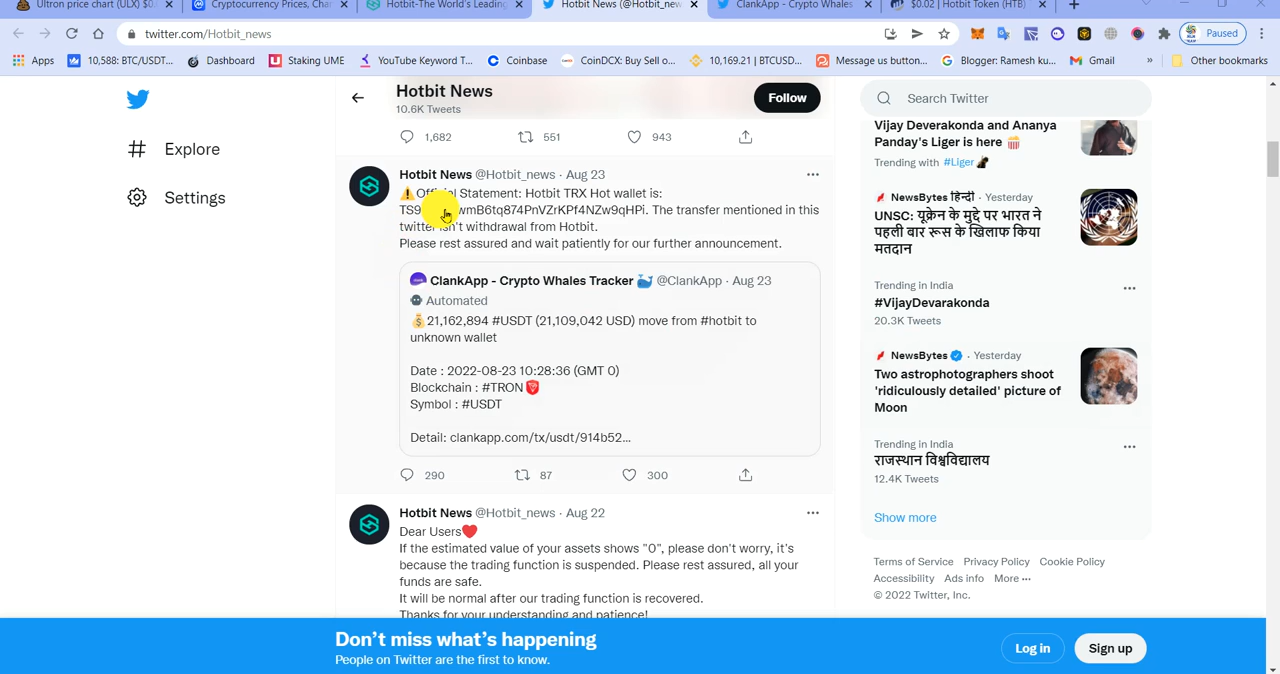 Ultron price chart (ULX) $0
Cryptocurrency Prices, Char
Hotbit-The World's Leading
Hotbit News (@Hotbit_new
ClankApp - Crypto Whales
$0.02 | Hotbit Token (HTB)
twitter.com/Hotbit_news
Paused
Apps
10,588: BTC/USDT...
Dashboard
Staking UME
YouTube Keyword T...
Coinbase
CoinDCX: Buy Sell o...
10,169.21 | BTCUSD...
Message us button...
Blogger: Ramesh ku...
Gmail
»
Other bookmarks
Explore
Settings
Hotbit News
10.6K Tweets
Follow
1,682
551
943
Hotbit News @Hotbit_news · Aug 23
⚠️Official Statement: Hotbit TRX Hot wallet is:
wmB6tq874PnVZrKPf4NZw9qHPi. The transfer mentioned in this
twitter isn't withdrawal from Hotbit.
Please rest assured and wait patiently for our further announcement.
ClankApp - Crypto Whales Tracker 🐳 @ClankApp · Aug 23
Automated
💰21,162,894 #USDT (21,109,042 USD) move from #hotbit to
unknown wallet
Date : 2022-08-23 10:28:36 (GMT 0)
Blockchain : #TRON
Symbol : #USDT
Detail: clankapp.com/tx/usdt/914b52...
290
87
300
Hotbit News @Hotbit_news · Aug 22
Dear Users❤️
If the estimated value of your assets shows "0", please don't worry, it's
because the trading function is suspended. Please rest assured, all your
funds are safe.
It will be normal after our trading function is recovered.
Thanks for your understanding and patience!
Search Twitter
Vijay Deverakonda and Ananya
Panday's Liger is here 🍿
Trending with #Liger
NewsBytes हिन्दी · Yesterday
UNSC: यूक्रेन के मुद्दे पर भारत ने
पहली बार रूस के खिलाफ किया
मतदान
Trending in India
#VijayDevarakonda
20.3K Tweets
NewsBytes · Yesterday
Two astrophotographers shoot
'ridiculously detailed' picture of
Moon
Trending in India
राजस्थान विश्वविद्यालय
12.4K Tweets
Show more
Terms of Service Privacy Policy Cookie Policy
Accessibility Ads info More ···
© 2022 Twitter, Inc.
Don't miss what's happening
People on Twitter are the first to know.
Log in
Sign up